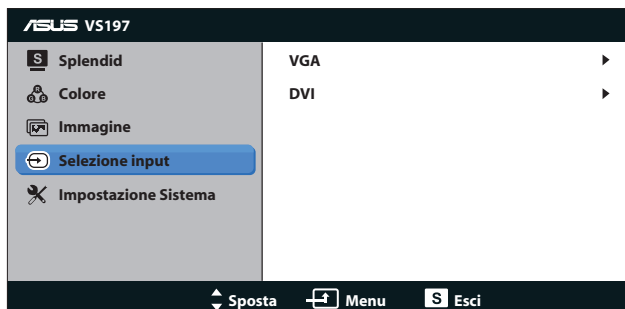 ASUS VS197
S Splendid
VGA
R G B Colore
DVI
Immagine
Selezione input
Impostazione Sistema
Sposta Menu S Esci